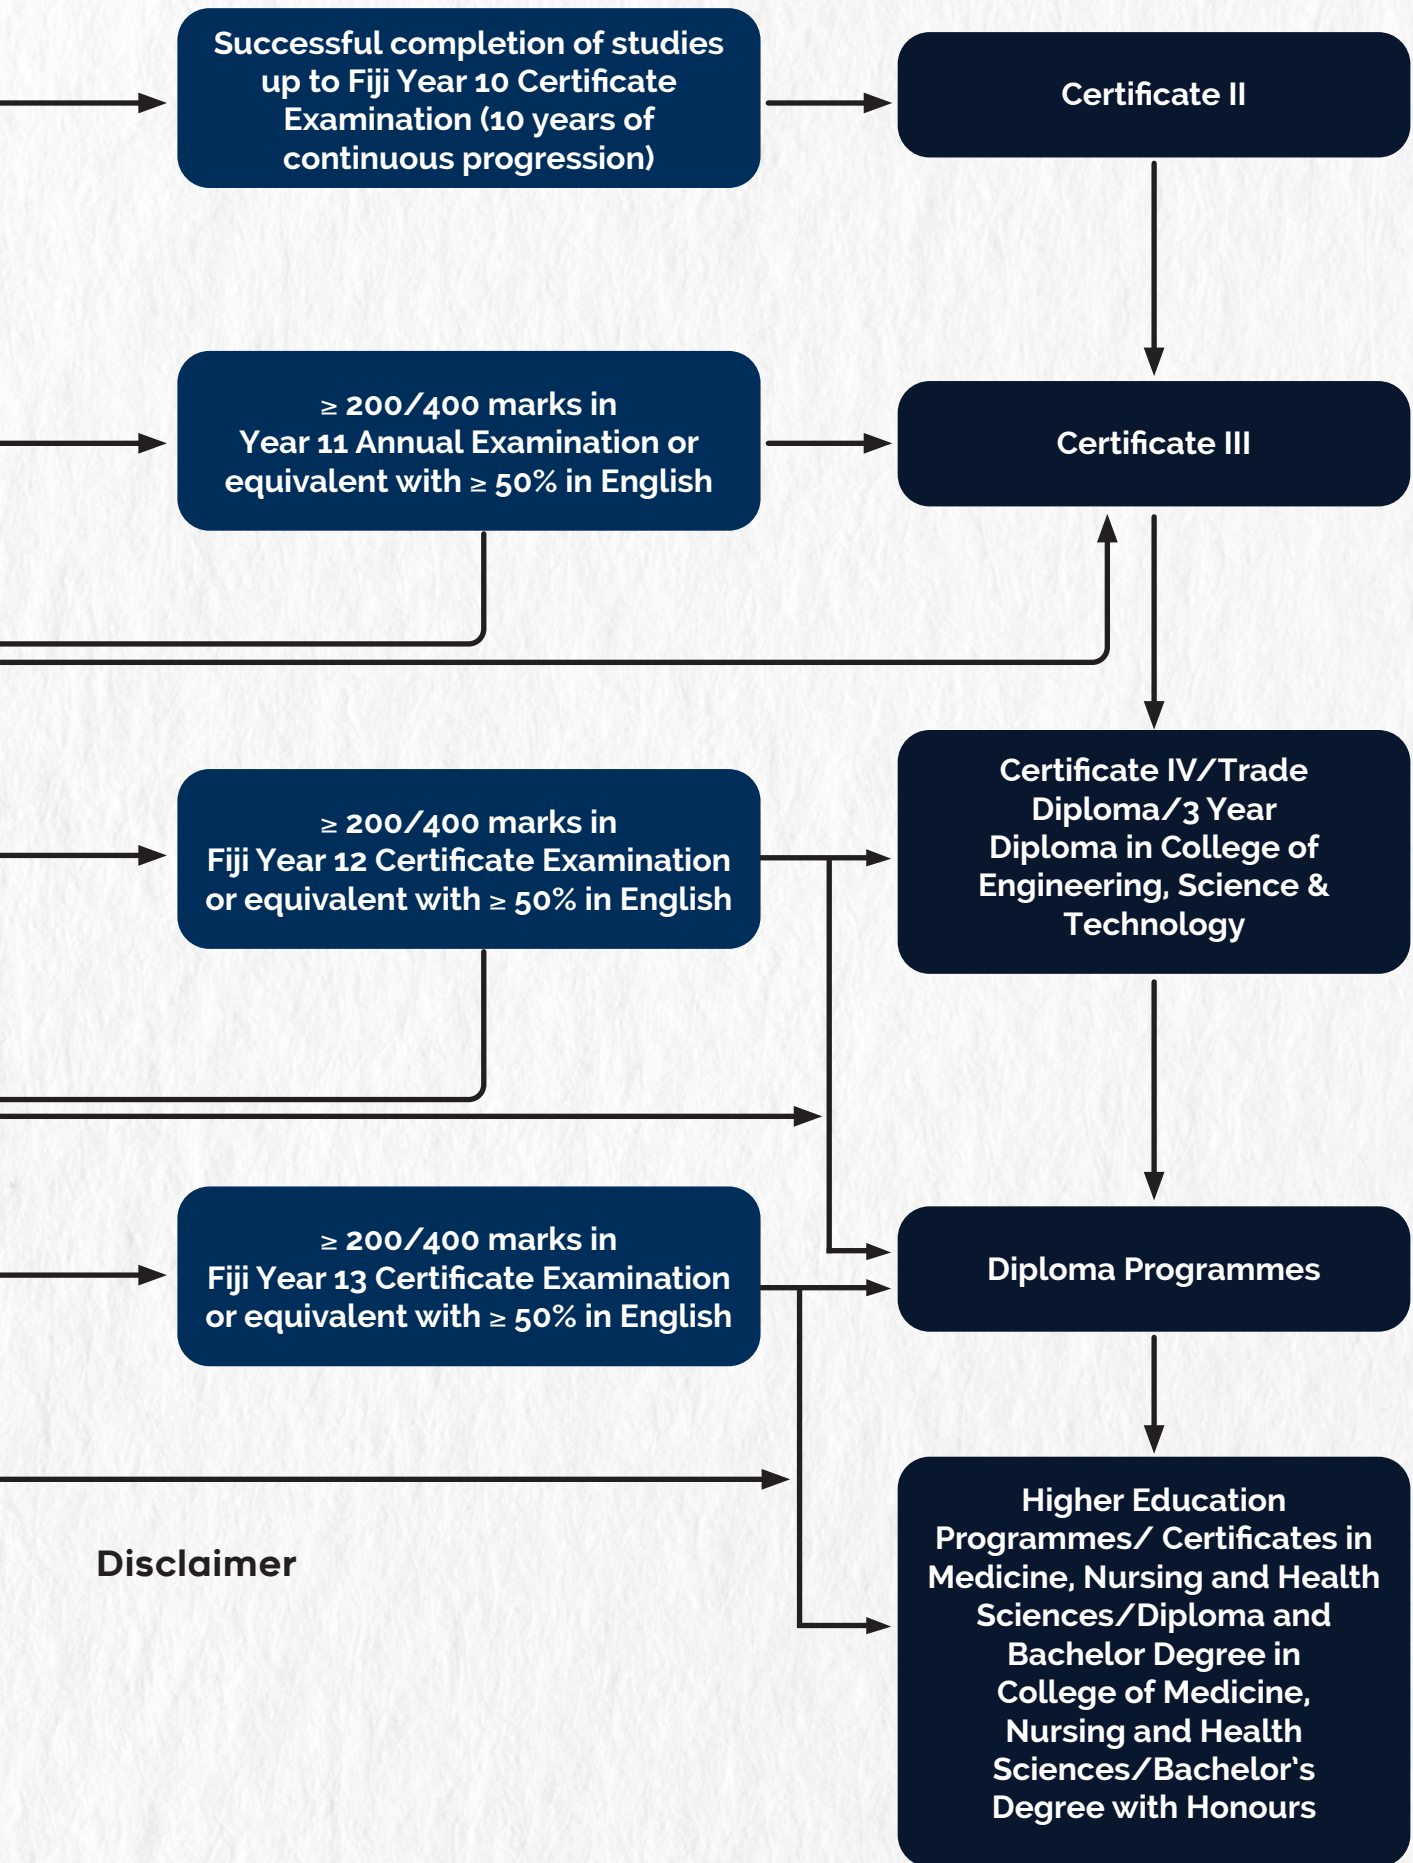 Successful completion of studies
up to Fiji Year 10 Certificate
Examination (10 years of
continuous progression)
Certificate II
≥ 200/400 marks in
Year 11 Annual Examination or
equivalent with ≥ 50% in English
Certificate III
≥ 200/400 marks in
Fiji Year 12 Certificate Examination
or equivalent with ≥ 50% in English
Certificate IV/Trade
Diploma/3 Year
Diploma in College of
Engineering, Science &
Technology
≥ 200/400 marks in
Fiji Year 13 Certificate Examination
or equivalent with ≥ 50% in English
Diploma Programmes
Disclaimer
Higher Education
Programmes/ Certificates in
Medicine, Nursing and Health
Sciences/Diploma and
Bachelor Degree in
College of Medicine,
Nursing and Health
Sciences/Bachelor`s
Degree with Honours